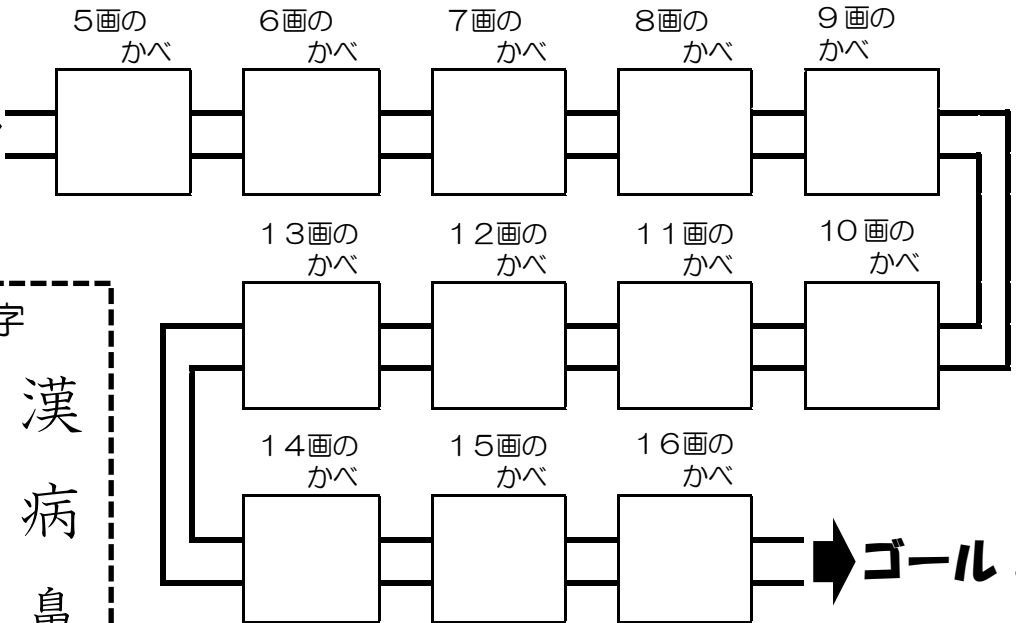 5画の
かべ
6画の
かべ
7画の
かべ
8画の
かべ
9画の
かべ
13画の
かべ
12画の
かべ
11画の
かべ
10画の
かべ
字
漢
病
14画の
かべ
15画の
かべ
16画の
かべ
ゴール